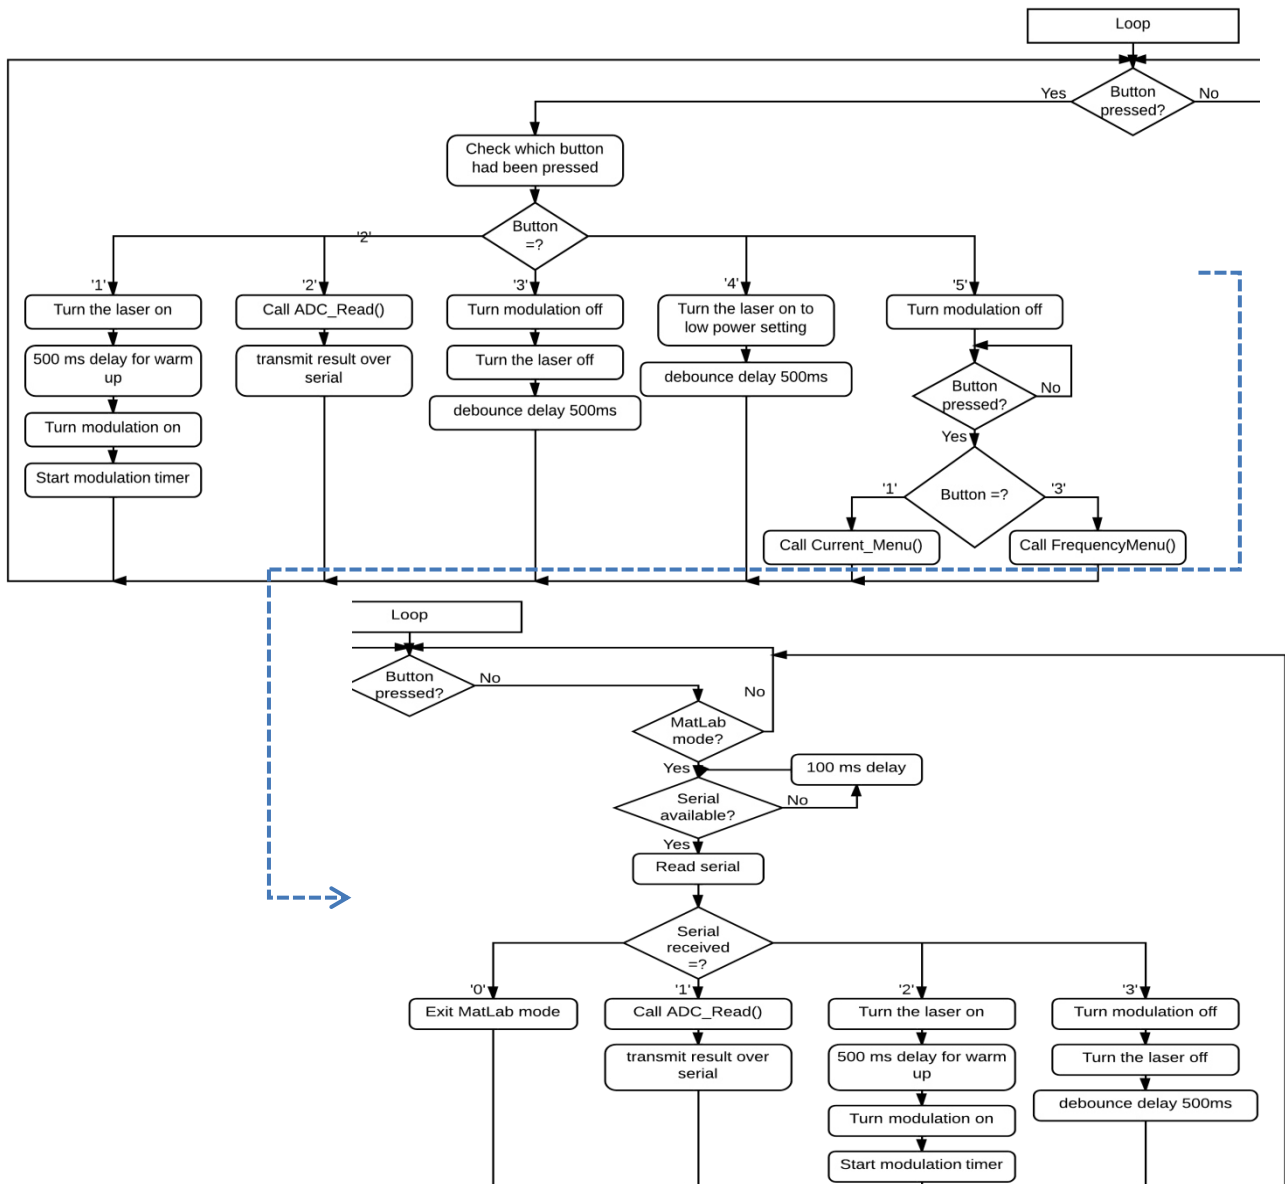 Loop
Button
pressed?
Yes
No
Check which button
had been pressed
Button
=?
'2'
'1'
'2'
'3'
'4'
'5'
Turn the laser on
Call ADC_Read()
Turn modulation off
Turn the laser on to
low power setting
Turn modulation off
500 ms delay for warm
up
transmit result over
serial
Turn the laser off
debounce delay 500ms
Button
pressed?
No
Turn modulation on
debounce delay 500ms
Yes
Start modulation timer
Button =?
'1'
'3'
Call Current_Menu()
Call FrequencyMenu()
Loop
Button
pressed?
No
No
MatLab
mode?
Yes
100 ms delay
Serial
available?
No
Yes
Read serial
Serial
received
=?
'0'
'1'
'2'
'3'
Exit MatLab mode
Call ADC_Read()
Turn the laser on
Turn modulation off
transmit result over
serial
500 ms delay for warm
up
Turn the laser off
Turn modulation on
debounce delay 500ms
Start modulation timer